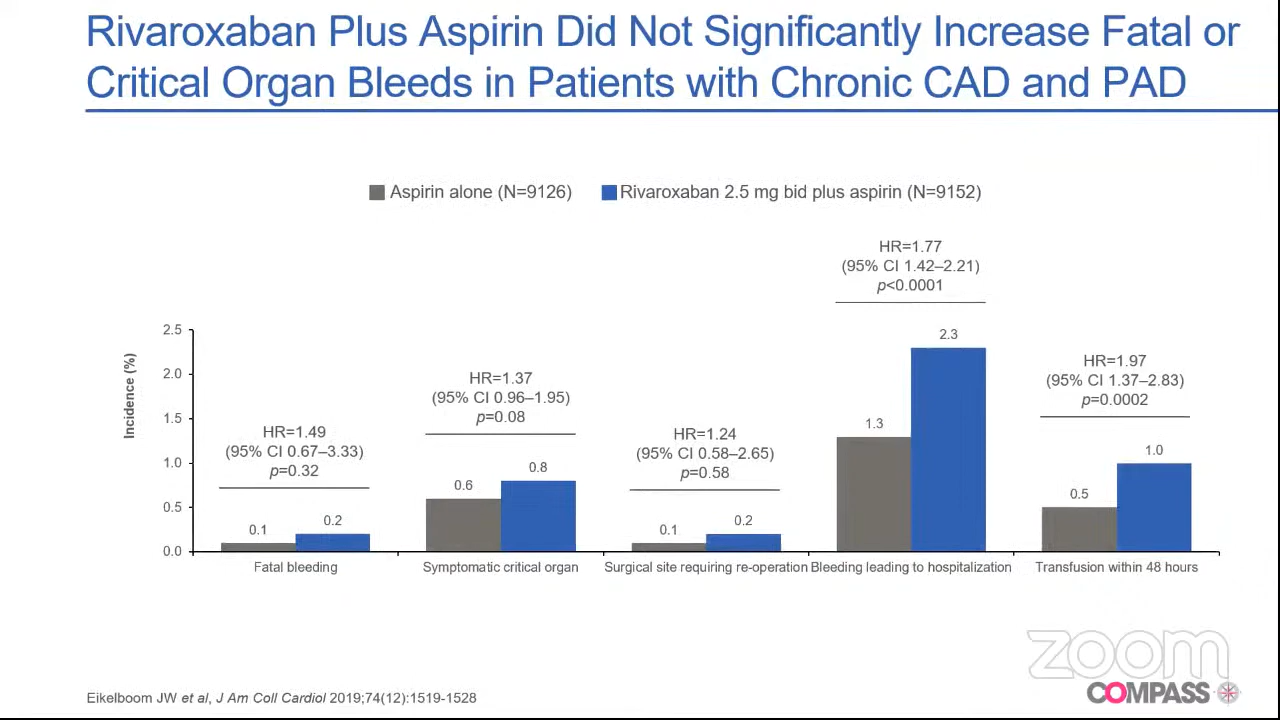 Rivaroxaban Plus Aspirin Did Not Significantly Increase Fatal or
Critical Organ Bleeds in Patients with Chronic CAD and PAD
Aspirin alone (N=9126)
Rivaroxaban 2.5 mg bid plus aspirin (N=9152)
Incidence (%)
2.5
2.0
1.5
1.0
0.5
0.0
HR=1.49
(95% CI 0.67–3.33)
p=0.32
0.1
0.2
Fatal bleeding
HR=1.37
(95% CI 0.96–1.95)
p=0.08
0.6
0.8
Symptomatic critical organ
HR=1.24
(95% CI 0.58–2.65)
p=0.58
0.1
0.2
Surgical site requiring re-operation
HR=1.77
(95% CI 1.42–2.21)
p<0.0001
1.3
2.3
Bleeding leading to hospitalization
HR=1.97
(95% CI 1.37–2.83)
p=0.0002
0.5
1.0
Transfusion within 48 hours
zoom
COMPASS
Eikelboom JW et al, J Am Coll Cardiol 2019;74(12):1519-1528